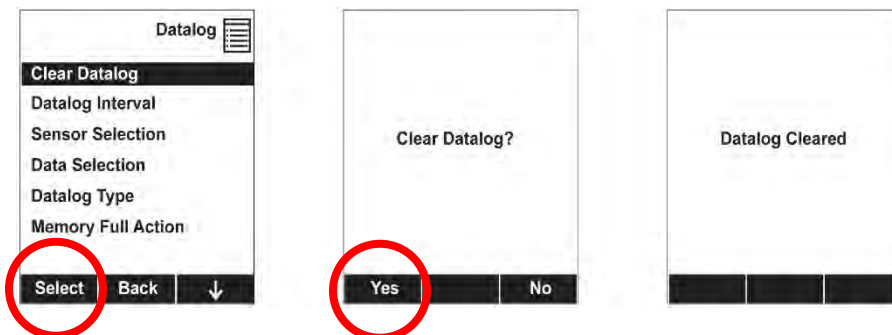 Datalog
Clear Datalog
Datalog Interval
Sensor Selection
Data Selection
Datalog Type
Memory Full Action
Select Back ↓
Clear Datalog?
Yes No
Datalog Cleared